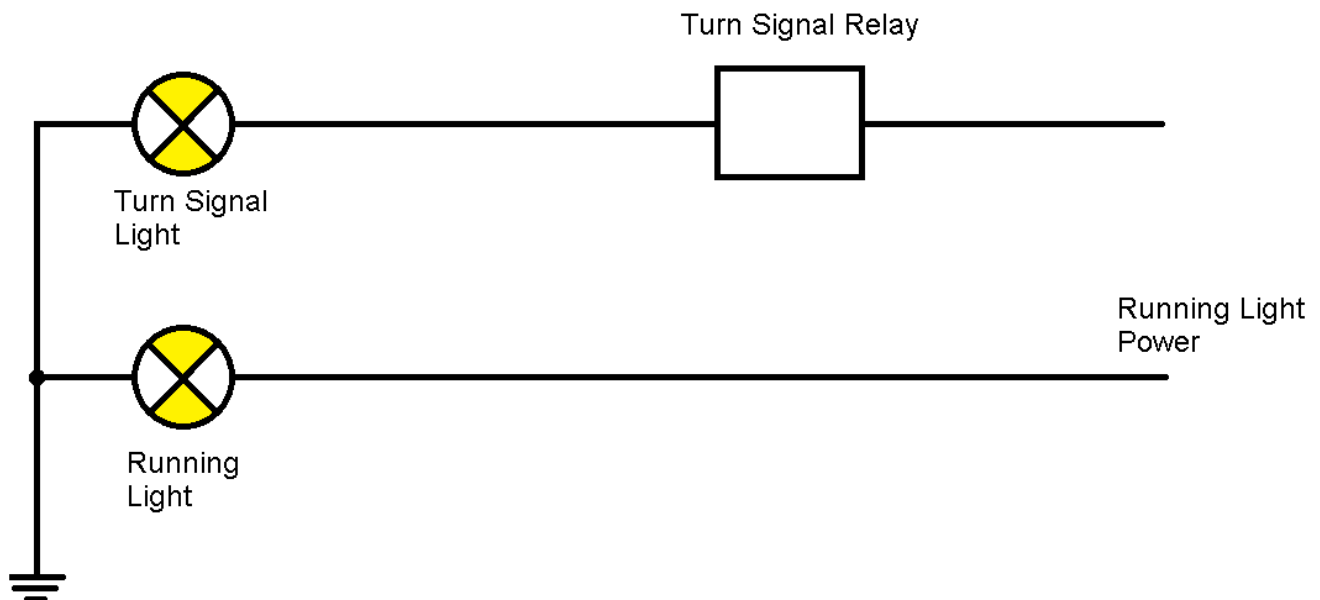 Turn Signal Relay
Turn Signal
Light
Running Light
Power
Running
Light